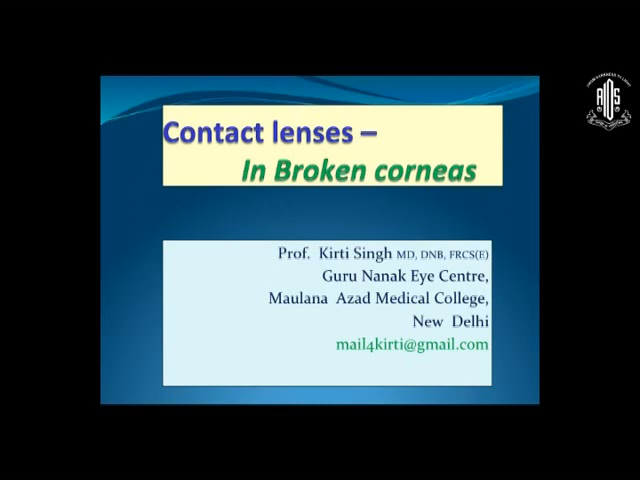 Contact lenses –
In Broken corneas
Prof. Kirti Singh MD, DNB, FRCS(E)
Guru Nanak Eye Centre,
Maulana Azad Medical College,
New Delhi
mail4kirti@gmail.com